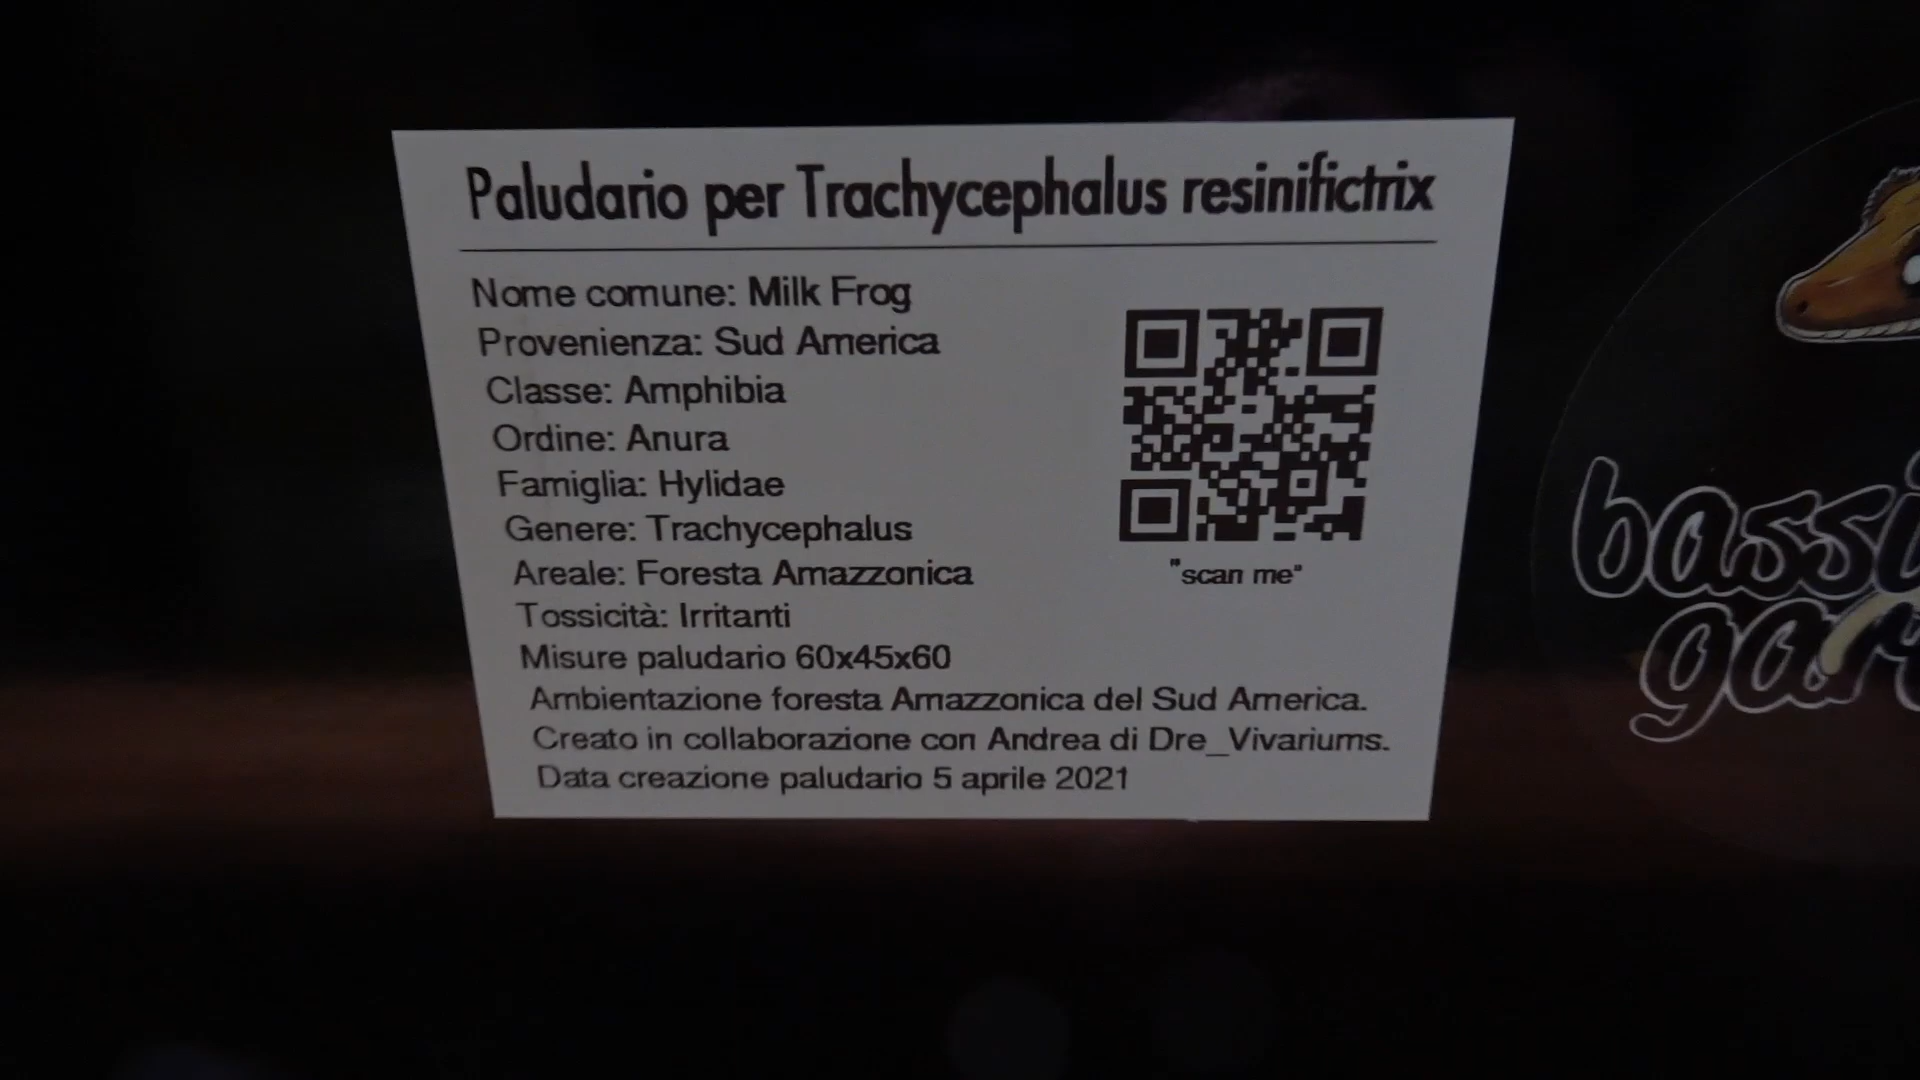 Paludario per Trachycephalus resinifictrix
Nome comune: Milk Frog
Provenienza: Sud America
Classe: Amphibia
Ordine: Anura
Famiglia: Hylidae
Genere: Trachycephalus
Areale: Foresta Amazzonica
Tossicità: Irritanti
Misure paludario 60x45x60
Ambientazione foresta Amazzonica del Sud America.
Creato in collaborazione con Andrea di Dre_Vivariums.
Data creazione paludario 5 aprile 2021
"scan me"
bassi
gar